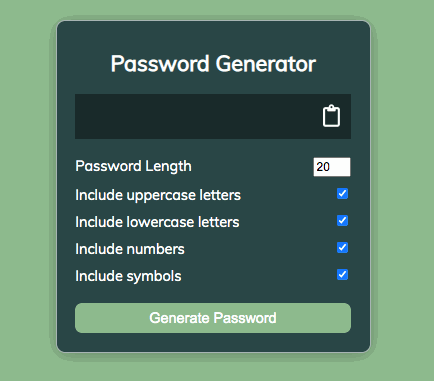 Password Generator
Password Length 20
Include uppercase letters
Include lowercase letters
Include numbers
Include symbols
Generate Password